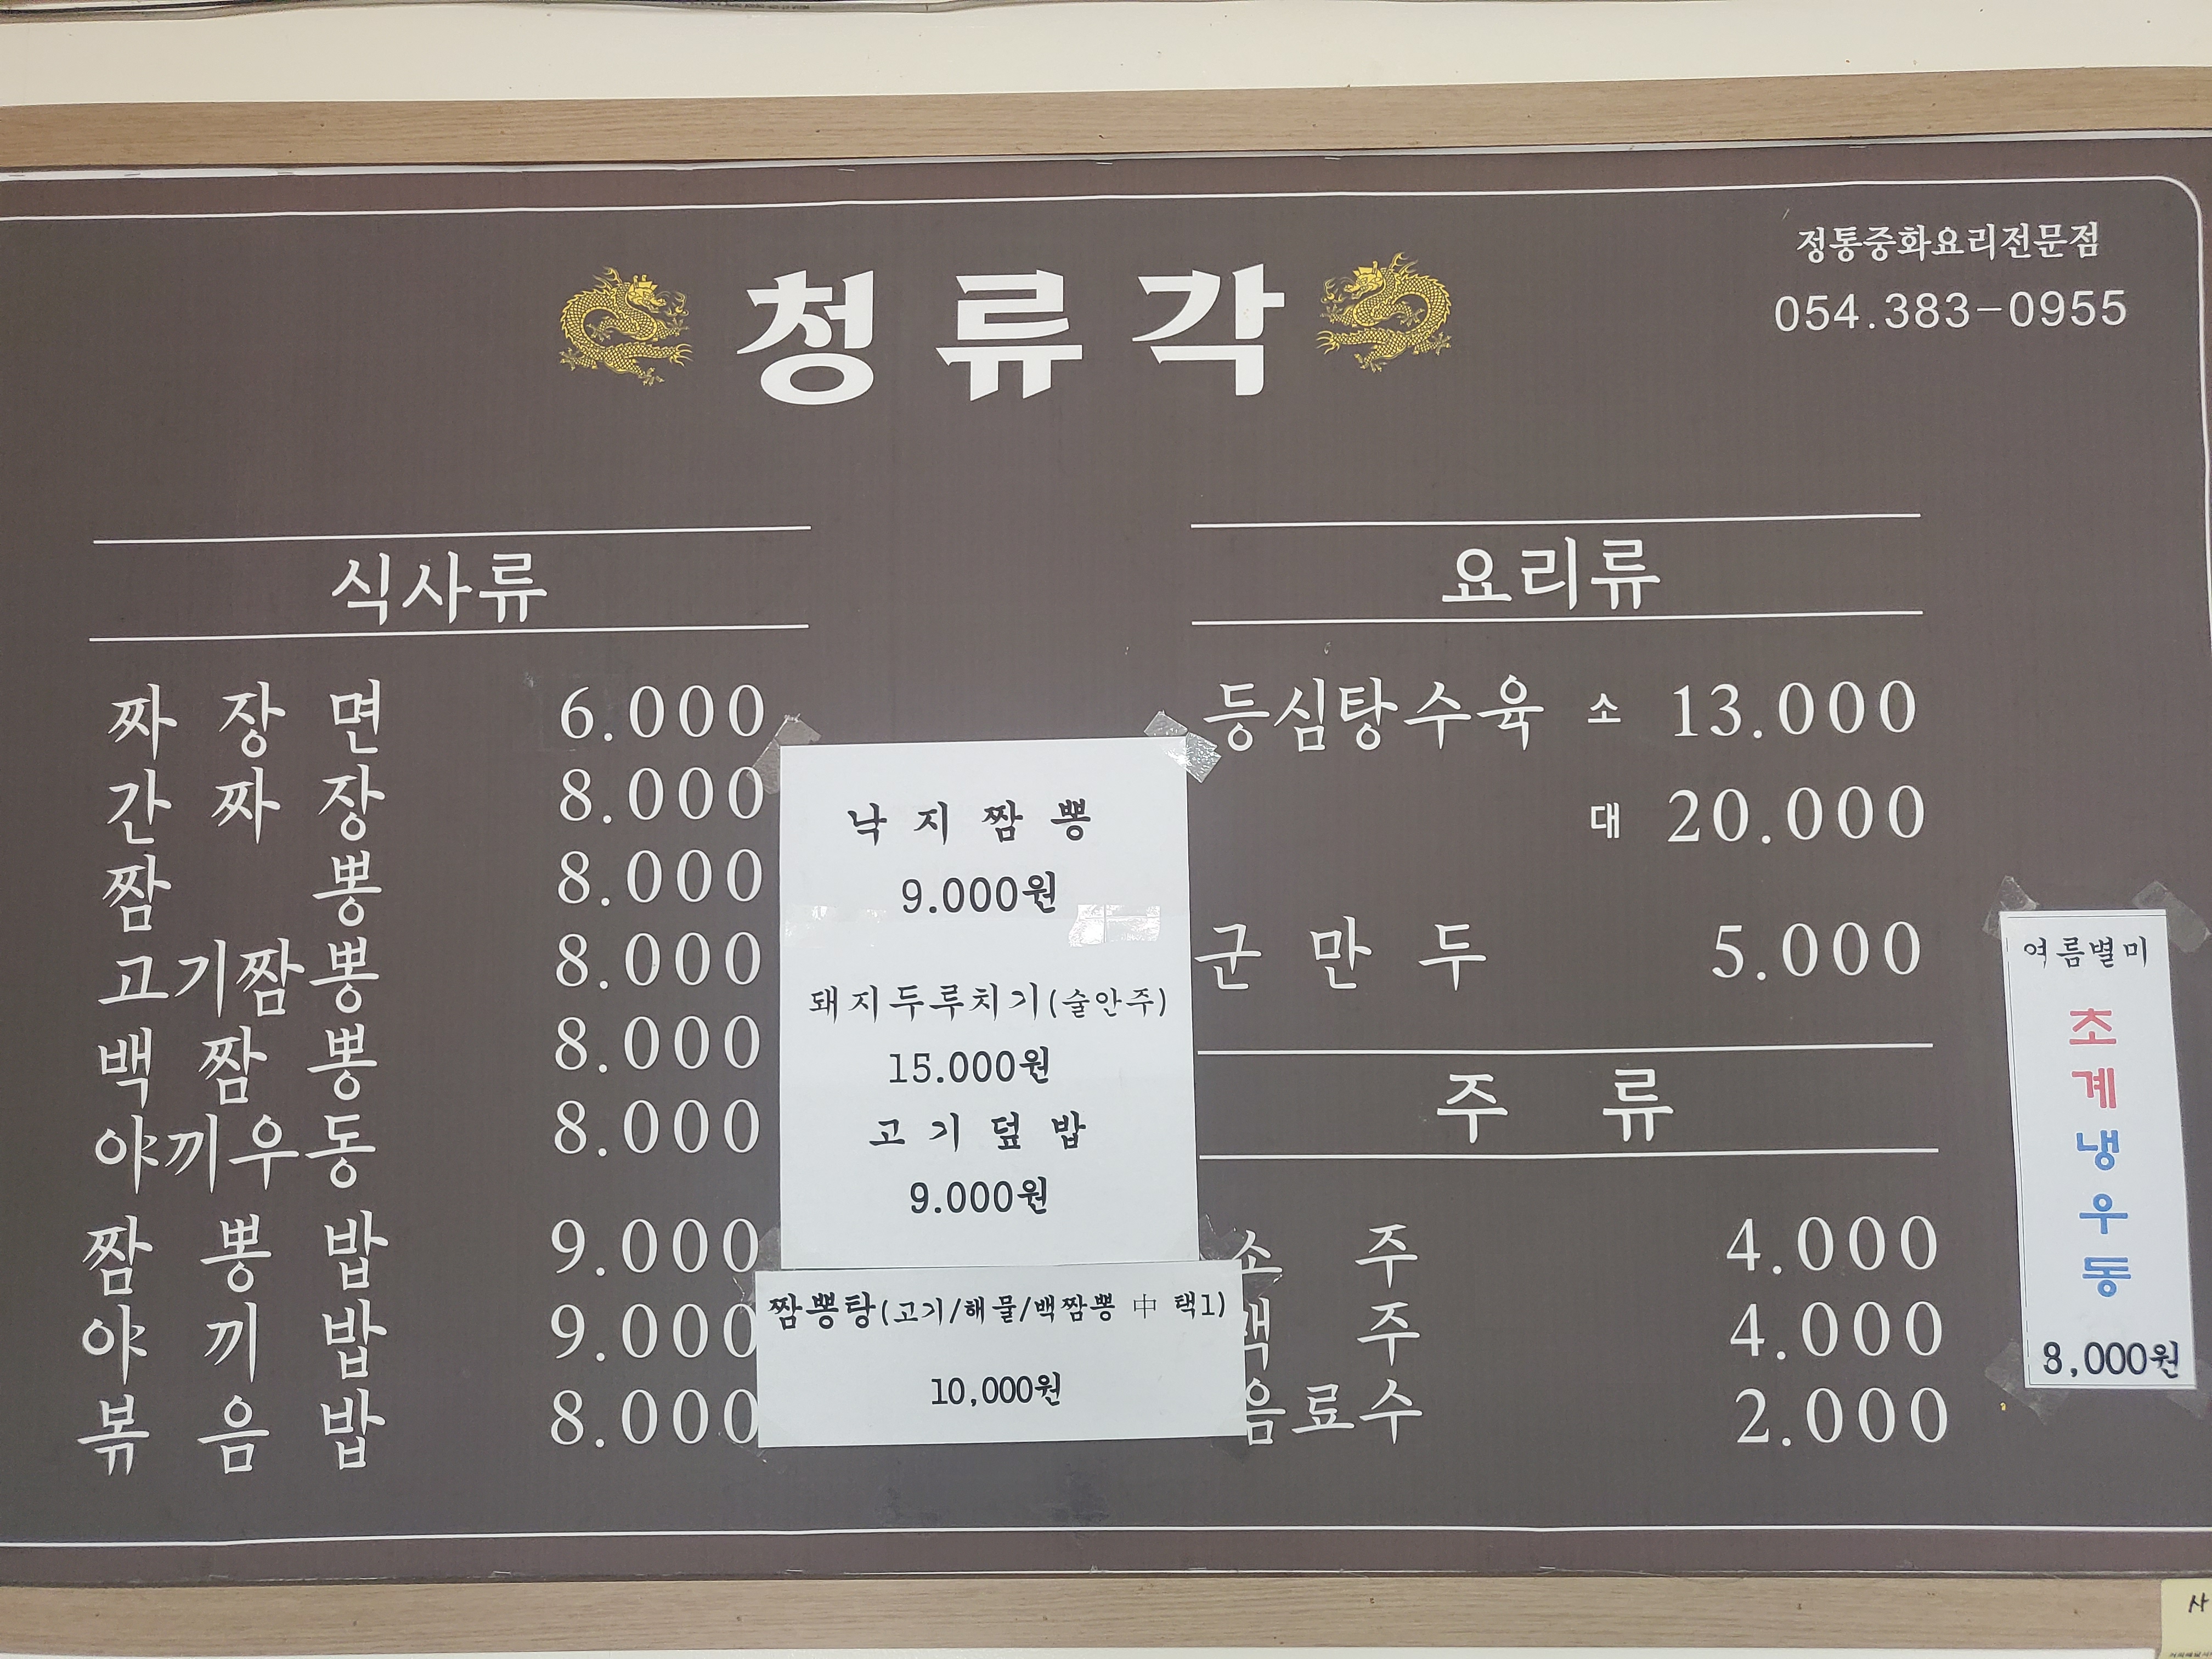 정통중화요리전문점
054.383-0955
청류각
식사류
짜장면 6.000
간짜장 8.000
짬뽕 8.000
고기짬뽕 8.000
백짬뽕 8.000
야끼우동 8.000
짬뽕밥 9.000
야끼밥 9.000
볶음밥 8.000
낙지짬뽕
9.000원
돼지두루치기(술안주)
15.000원
고기덮밥
9.000원
짬뽕탕(고기/해물/백짬뽕 中 택1)
10,000원
요리류
등심탕수육 소 13.000
대 20.000
군만두 5.000
주류
소주 4.000
맥주 4.000
음료수 2.000
여름별미
초계냉우동
8,000원
사